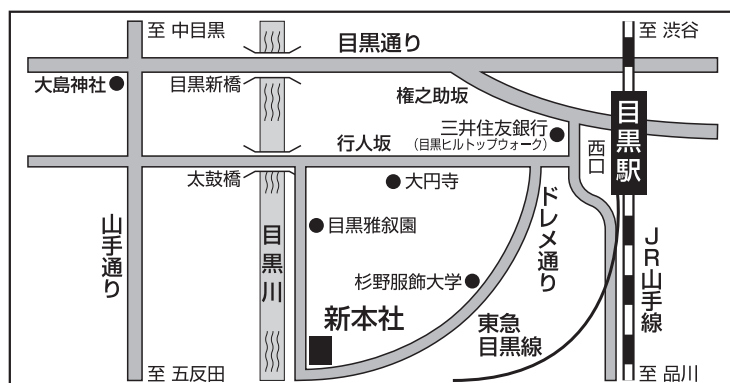 至 中目黒
目黒通り
至 渋谷
大島神社
目黒新橋
権之助坂
三井住友銀行
(目黒ヒルトップウォーク)
目黒駅
西口
行人坂
太鼓橋
大円寺
山手通り
目黒川
目黒雅叙園
ドレメ通り
JR山手線
杉野服飾大学
新本社
東急
目黒線
至 五反田
至 品川